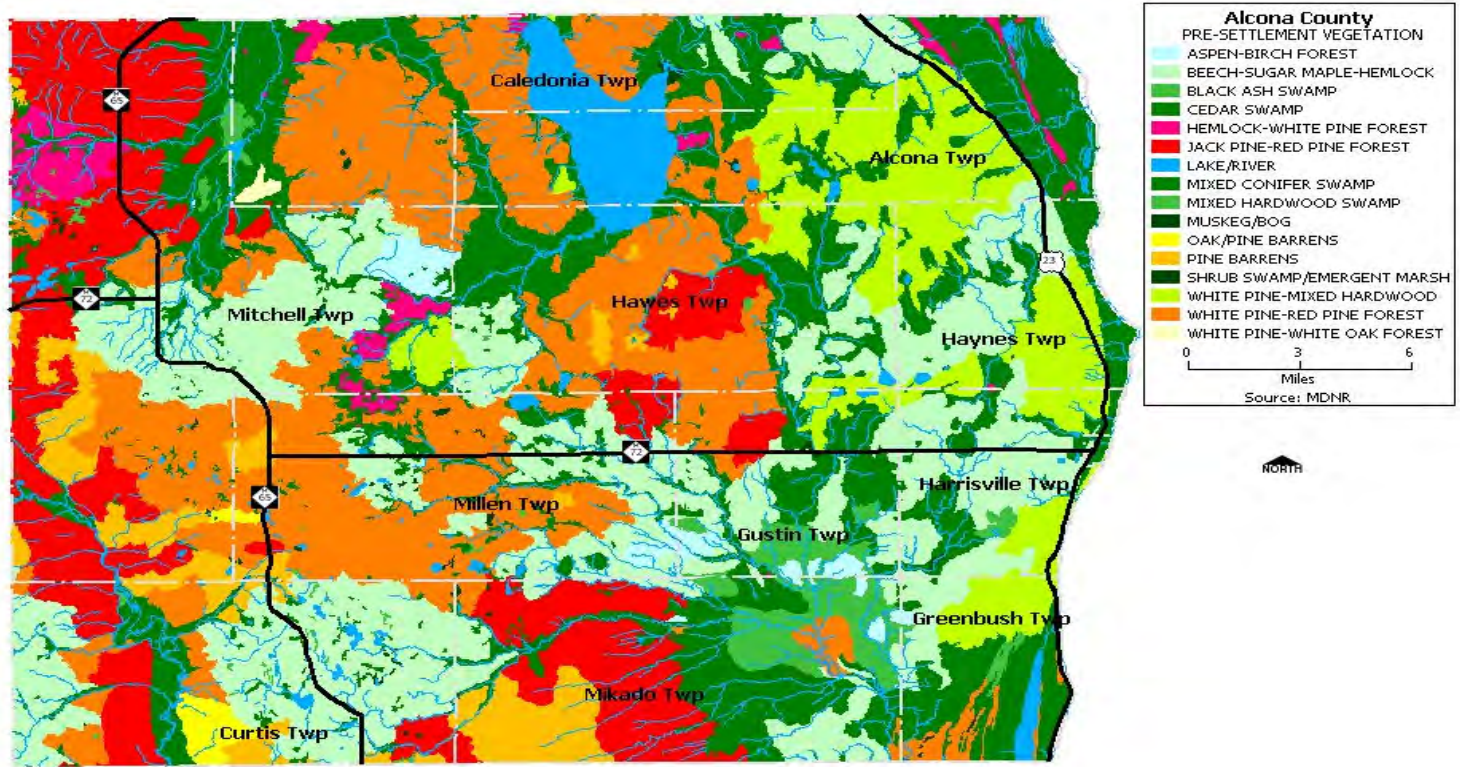 Alcona County
PRE-SETTLEMENT VEGETATION
ASPEN-BIRCH FOREST
BEECH-SUGAR MAPLE-HEMLOCK
BLACK ASH SWAMP
CEDAR SWAMP
HEMLOCK-WHITE PINE FOREST
JACK PINE-RED PINE FOREST
LAKE/RIVER
MIXED CONIFER SWAMP
MIXED HARDWOOD SWAMP
MUSKEG/BOG
OAK/PINE BARRENS
PINE BARRENS
SHRUB SWAMP/EMERGENT MARSH
WHITE PINE-MIXED HARDWOOD
WHITE PINE-RED PINE FOREST
WHITE PINE-WHITE OAK FOREST
0 3 6
Miles
Source: MDNR
NORTH
Caledonia Twp
65
Alcona Twp
23
72
Hawes Twp
Mitchell Twp
Haynes Twp
72
Harrisville Twp
65
Millen Twp
Gustin Twp
Greenbush Twp
Mikado Twp
Curtis Twp